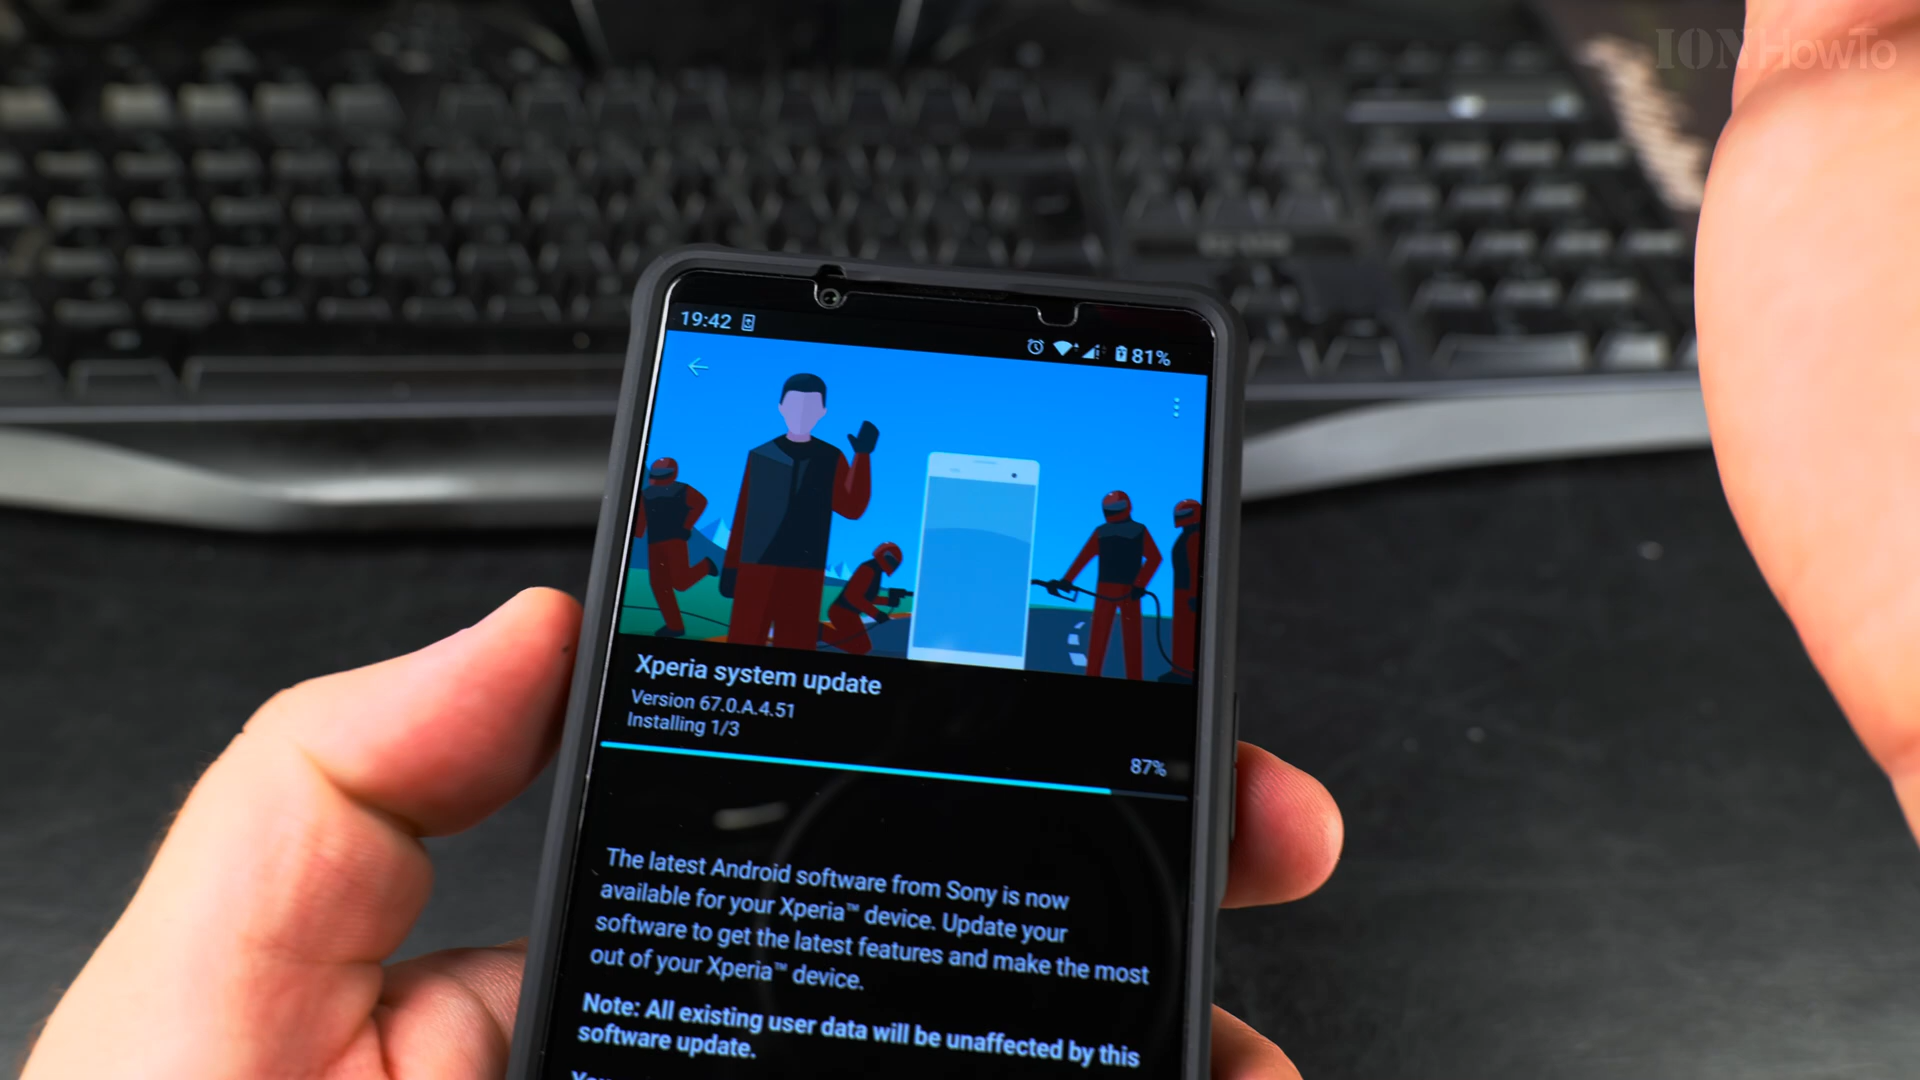 IONHowTo
19:42
81%
Xperia system update
Version 67.0.A.4.51
Installing 1/3
87%
The latest Android software from Sony is now
available for your Xperia™ device. Update your
software to get the latest features and make the most
out of your Xperia™ device.
Note: All existing user data will be unaffected by this
software update.